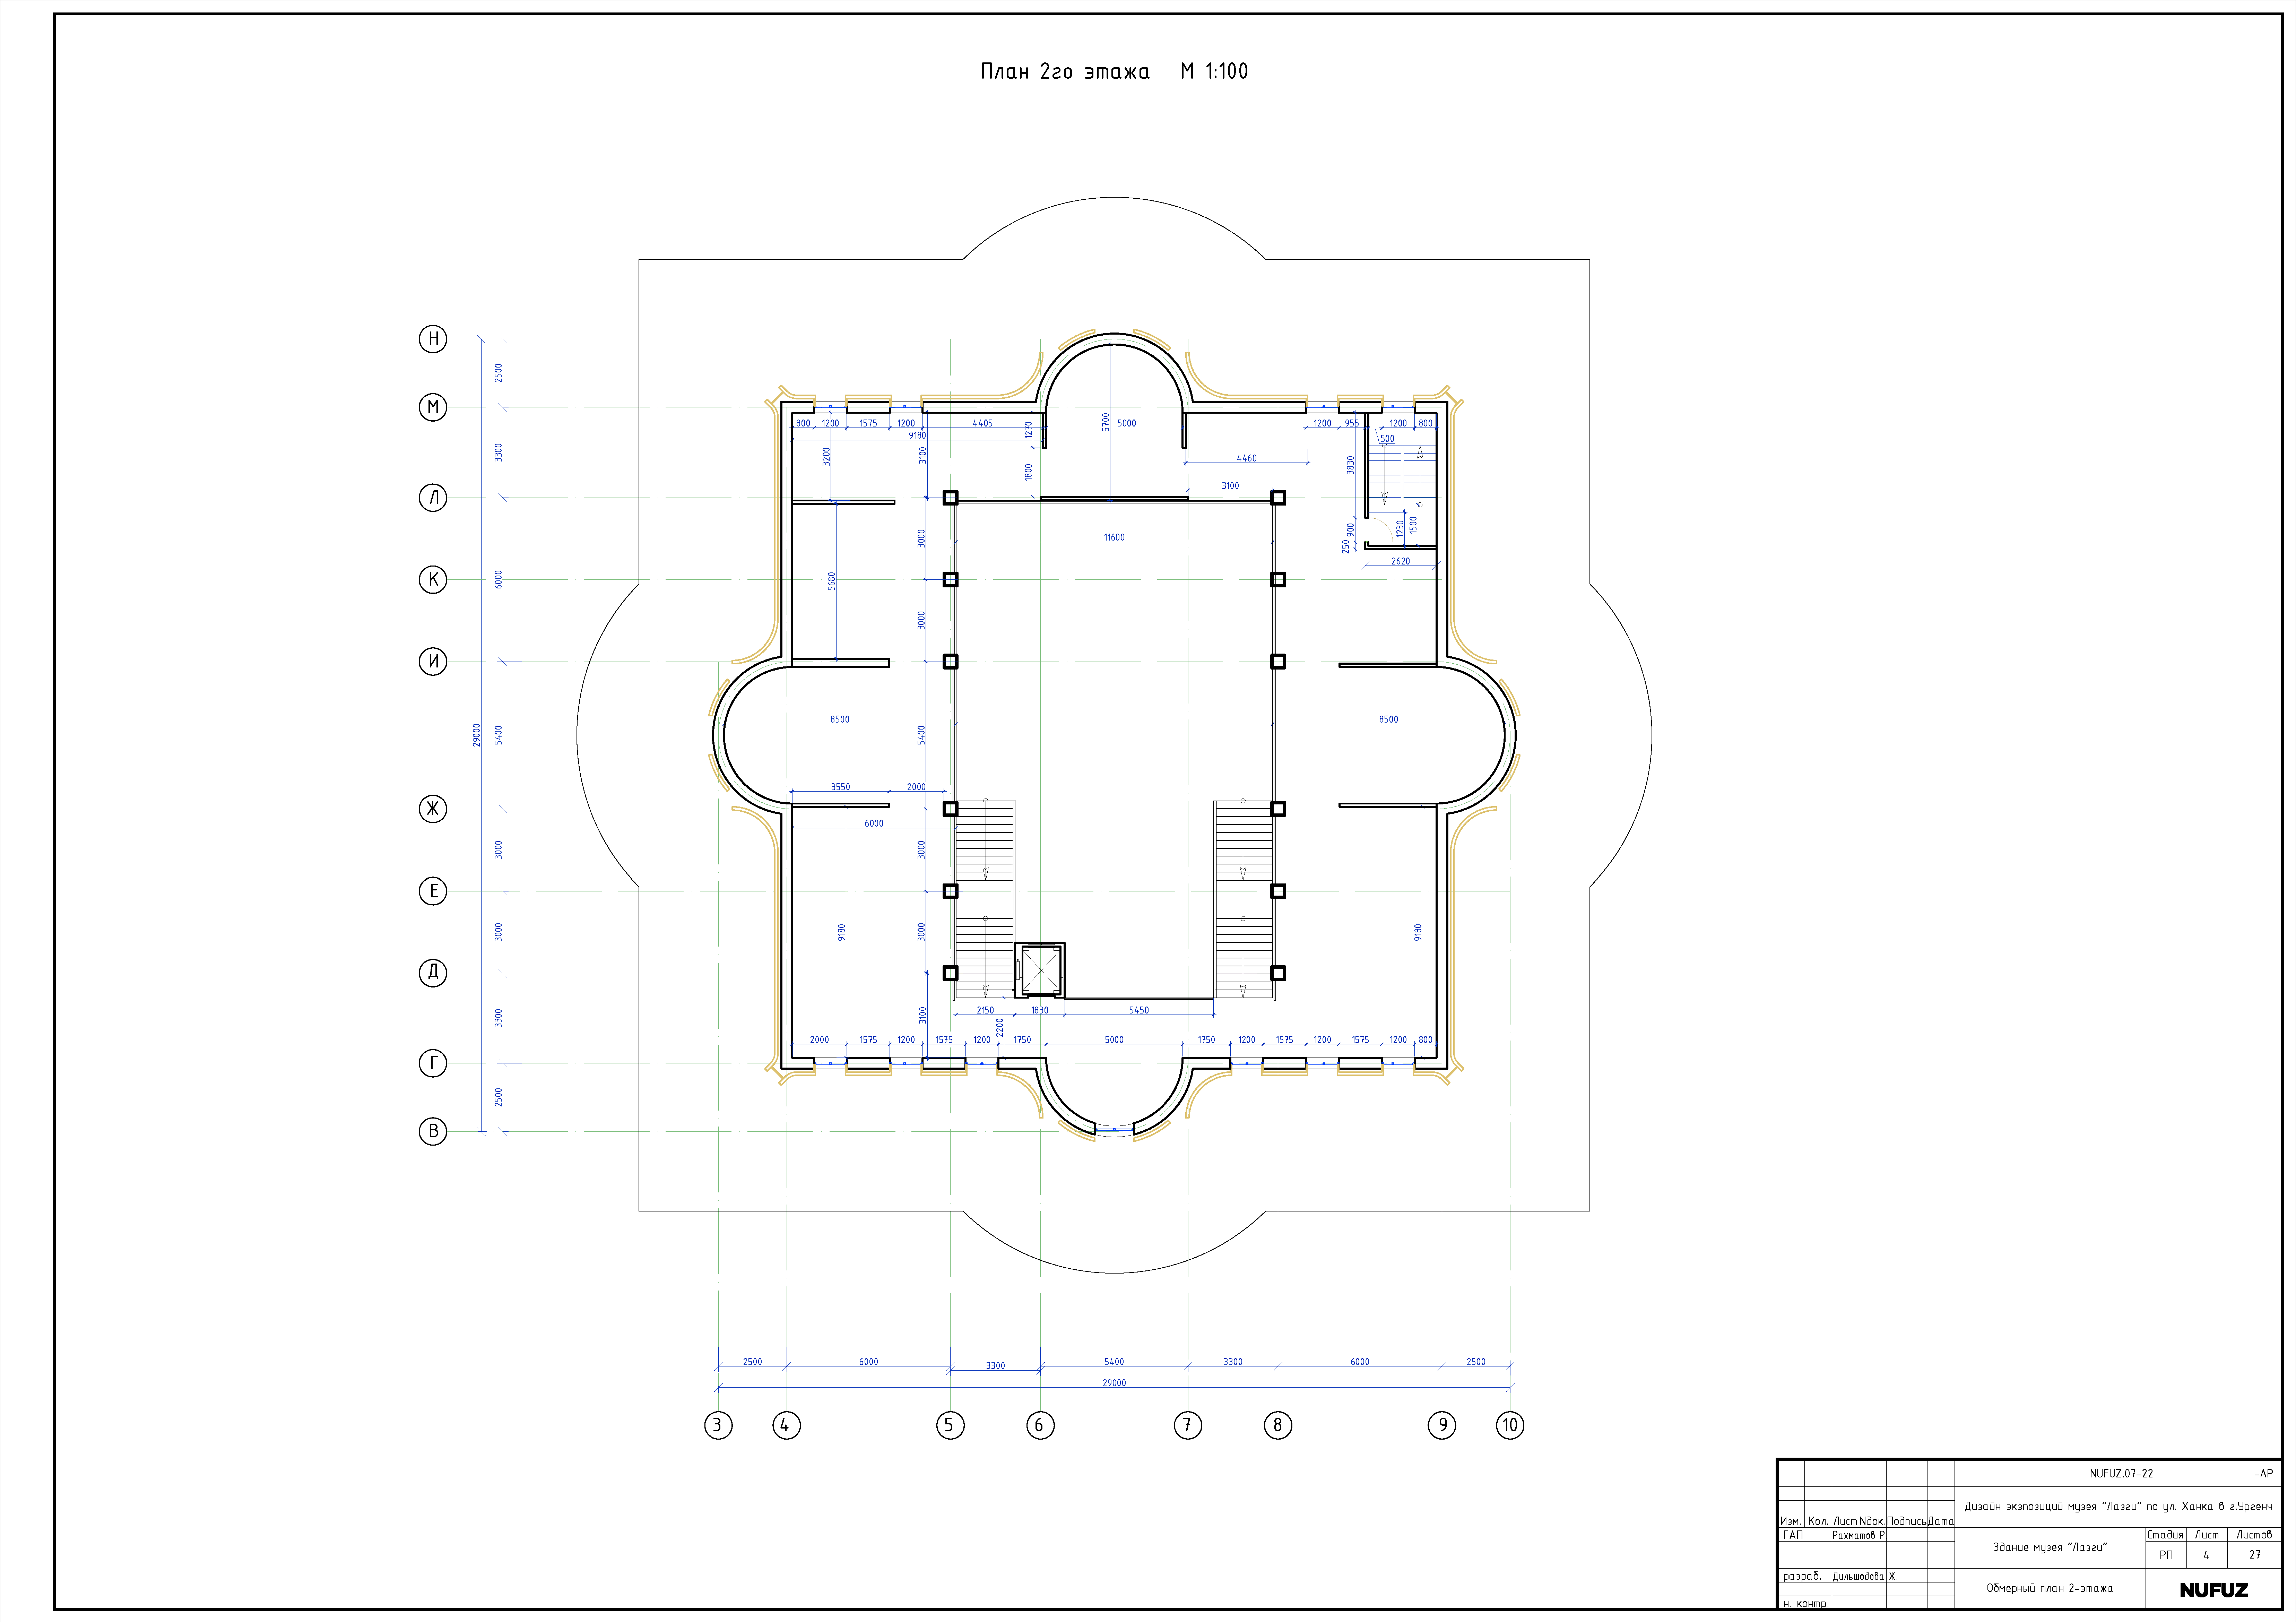 План 2го этажа М 1:100
Н
М
Л
К
И
Ж
Е
Д
Г
В
2500
3300
6000
5400
3000
3000
3300
2500
29000
800 1200 1575 1200 4405
9180
1270
5700
5000
1200 955 1200 800
500
3200
3100
1800
4460
3830
3100
3000
11600
900
250
1230
1500
2620
5680
3000
8500
5400
8500
3550 2000
6000
3000
9180
3000
9180
3100
2150 1830 5450
2200
2000 1575 1200 1575 1200 1750 5000 1750 1200 1575 1200 1575 1200 800
2500 6000 3300 5400 3300 6000 2500
29000
3 4 5 6 7 8 9 10
NUFUZ.07-22 -АР
Дизайн экзпозиций музея "Лазги" по ул. Ханка в г.Ургенч
Изм. Кол. Лист Nдок. Подпись Дата
ГАП Рахматов Р.
Здание музея "Лазги"
Стадия Лист Листов
РП 4 27
разраб. Дильшодова Ж.
Обмерный план 2-этажа
NUFUZ
н. контр.